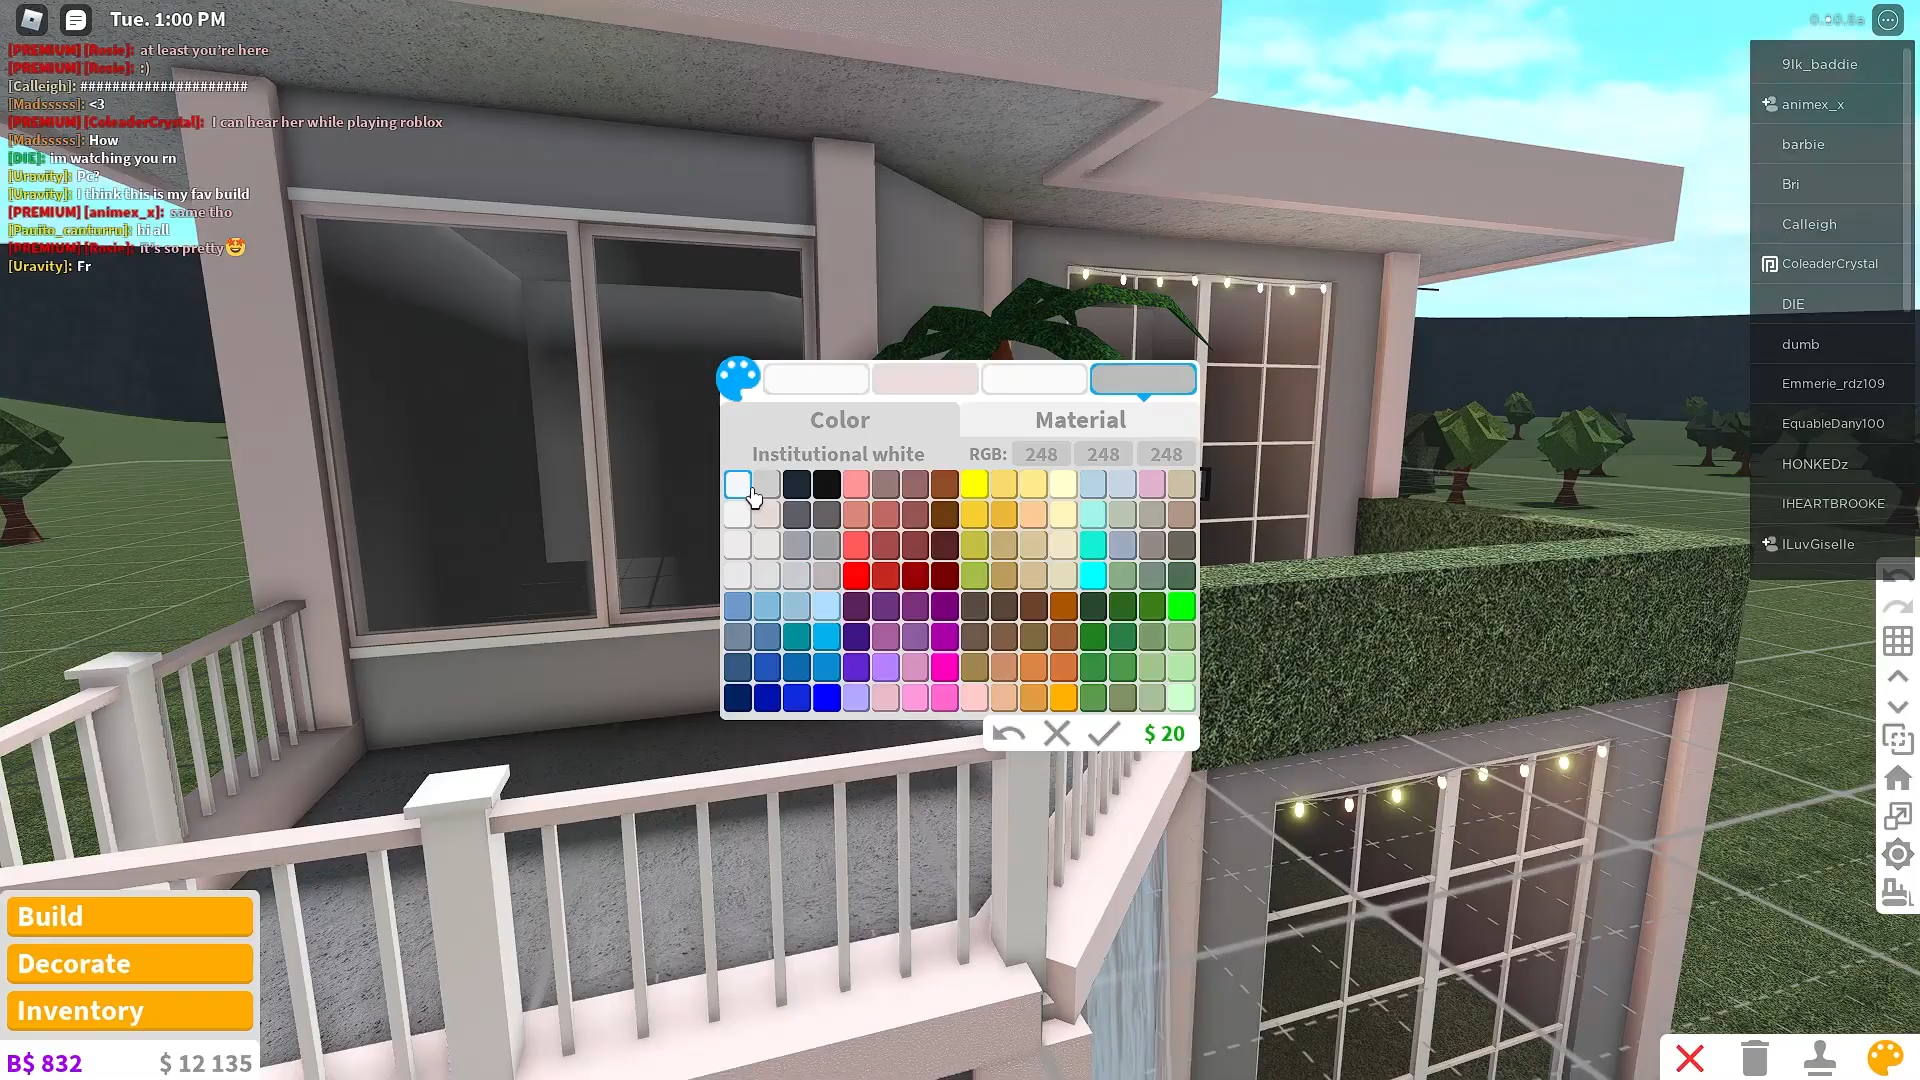 Tue. 1:00 PM
[PREMIUM] [Rosie]: at least you're here
[PREMIUM] [Rosie]: :)
[Calleigh]: #####################
[Madsssss]: <3
[PREMIUM] [ColeaderCrystal]: I can hear her while playing roblox
[Madsssss]: How
[DIE]: im watching you rn
[Uravity]: Pc?
[Uravity]: I think this is my fav build
[PREMIUM] [animex_x]: same tho
[Pauito_canturru]: hi all
[PREMIUM] [Rosie]: it's so pretty🤩
[Uravity]: Fr
9lk_baddie
animex_x
barbie
Bri
Calleigh
ColeaderCrystal
DIE
dumb
Emmerie_rdz109
EquableDany100
HONKEDz
IHEARTBROOKE
ILuvGiselle
Color
Material
Institutional white
RGB: 248 248 248
$ 20
Build
Decorate
Inventory
B$ 832
$ 12 135